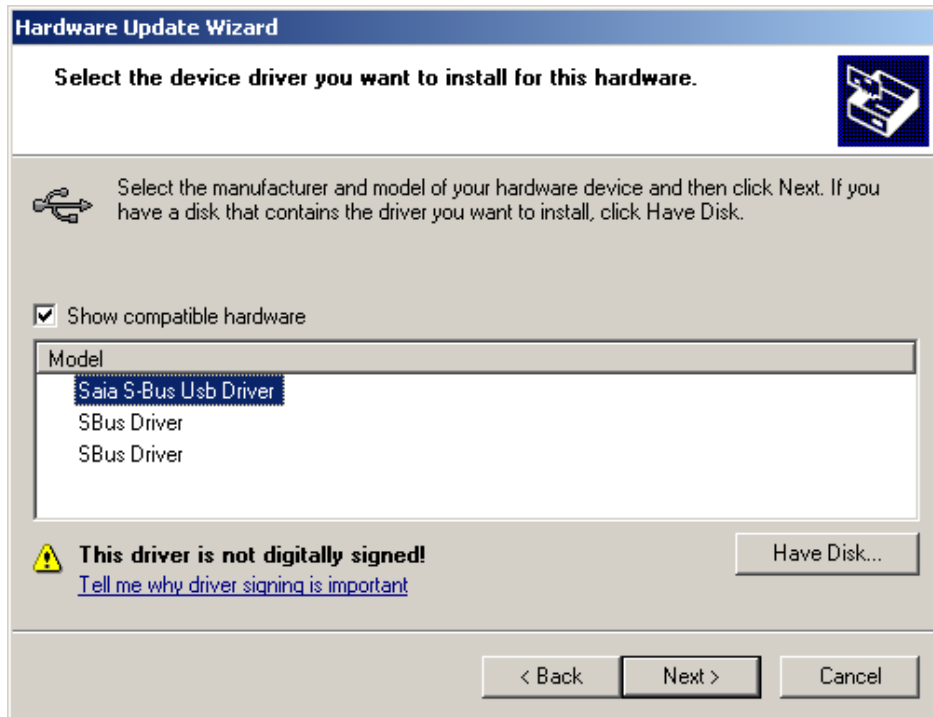 Hardware Update Wizard
Select the device driver you want to install for this hardware.
Select the manufacturer and model of your hardware device and then click Next. If you
have a disk that contains the driver you want to install, click Have Disk.
Show compatible hardware
Model
Saia S-Bus Usb Driver
SBus Driver
SBus Driver
This driver is not digitally signed!
Have Disk...
Tell me why driver signing is important
< Back
Next >
Cancel